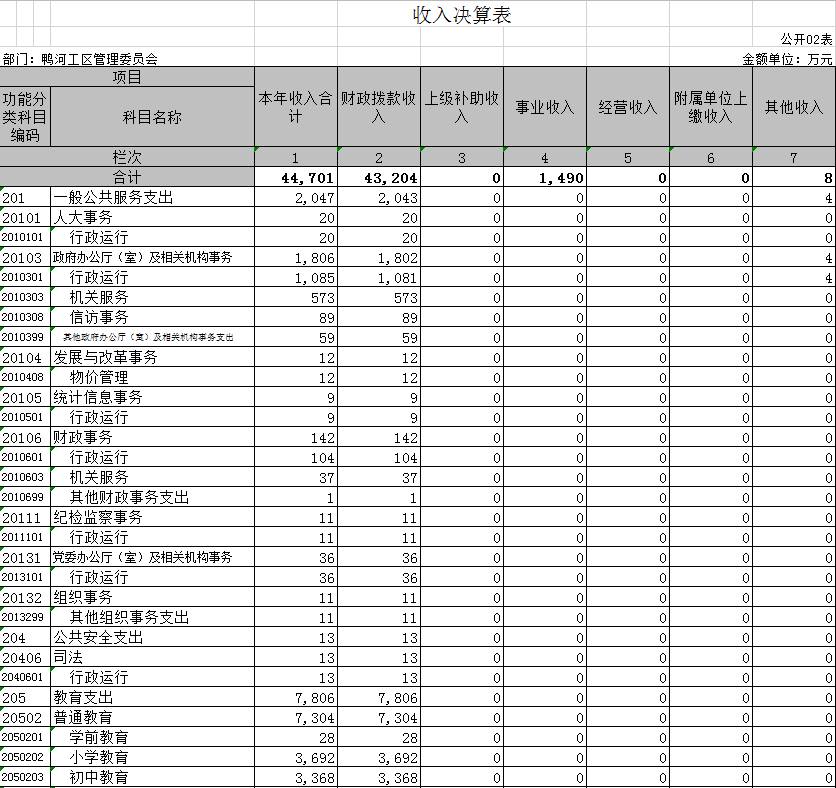 收入决算表
公开02表
部门：鸭河工区管理委员会 金额单位：万元
项目 本年收入合计 财政拨款收入 上级补助收入 事业收入 经营收入 附属单位上缴收入 其他收入
功能分类科目编码 科目名称
栏次 1 2 3 4 5 6 7
合计 44,701 43,204 0 1,490 0 0 8
201 一般公共服务支出 2,047 2,043 0 0 0 0 4
20101 人大事务 20 20 0 0 0 0 0
2010101 行政运行 20 20 0 0 0 0 0
20103 政府办公厅（室）及相关机构事务 1,806 1,802 0 0 0 0 4
2010301 行政运行 1,085 1,081 0 0 0 0 4
2010303 机关服务 573 573 0 0 0 0 0
2010308 信访事务 89 89 0 0 0 0 0
2010399 其他政府办公厅（室）及相关机构事务支出 59 59 0 0 0 0 0
20104 发展与改革事务 12 12 0 0 0 0 0
2010408 物价管理 12 12 0 0 0 0 0
20105 统计信息事务 9 9 0 0 0 0 0
2010501 行政运行 9 9 0 0 0 0 0
20106 财政事务 142 142 0 0 0 0 0
2010601 行政运行 104 104 0 0 0 0 0
2010603 机关服务 37 37 0 0 0 0 0
2010699 其他财政事务支出 1 1 0 0 0 0 0
20111 纪检监察事务 11 11 0 0 0 0 0
2011101 行政运行 11 11 0 0 0 0 0
20131 党委办公厅（室）及相关机构事务 36 36 0 0 0 0 0
2013101 行政运行 36 36 0 0 0 0 0
20132 组织事务 11 11 0 0 0 0 0
2013299 其他组织事务支出 11 11 0 0 0 0 0
204 公共安全支出 13 13 0 0 0 0 0
20406 司法 13 13 0 0 0 0 0
2040601 行政运行 13 13 0 0 0 0 0
205 教育支出 7,806 7,806 0 0 0 0 0
20502 普通教育 7,304 7,304 0 0 0 0 0
2050201 学前教育 28 28 0 0 0 0 0
2050202 小学教育 3,692 3,692 0 0 0 0 0
2050203 初中教育 3,368 3,368 0 0 0 0 0